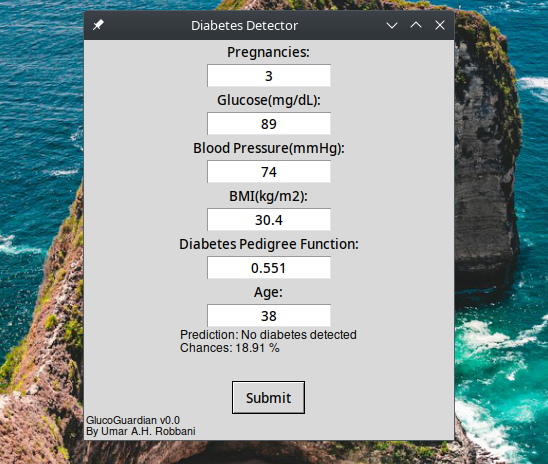 Diabetes Detector
Pregnancies:
3
Glucose(mg/dL):
89
Blood Pressure(mmHg):
74
BMI(kg/m2):
30.4
Diabetes Pedigree Function:
0.551
Age:
38
Prediction: No diabetes detected
Chances: 18.91 %
Submit
GlucoGuardian v0.0
By Umar A.H. Robbani